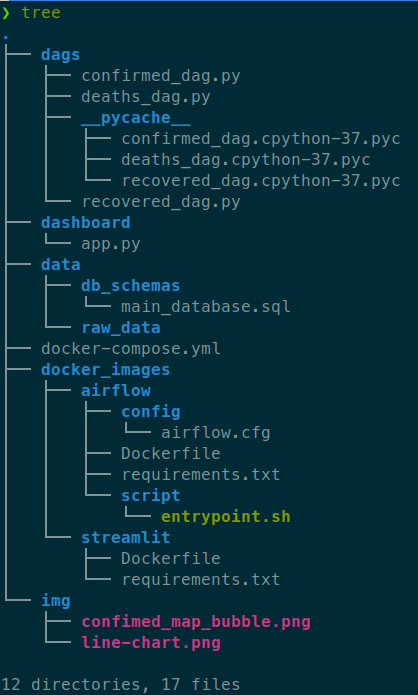 ❯ tree
.
├── dags
│   ├── confirmed_dag.py
│   ├── deaths_dag.py
│   ├── __pycache__
│   │   ├── confirmed_dag.cpython-37.pyc
│   │   ├── deaths_dag.cpython-37.pyc
│   │   └── recovered_dag.cpython-37.pyc
│   └── recovered_dag.py
├── dashboard
│   └── app.py
├── data
│   ├── db_schemas
│   │   └── main_database.sql
│   └── raw_data
├── docker-compose.yml
├── docker_images
│   ├── airflow
│   │   ├── config
│   │   │   └── airflow.cfg
│   │   ├── Dockerfile
│   │   ├── requirements.txt
│   │   └── script
│   │       └── entrypoint.sh
│   └── streamlit
│       ├── Dockerfile
│       └── requirements.txt
└── img
    ├── confimed_map_bubble.png
    └── line-chart.png

12 directories, 17 files